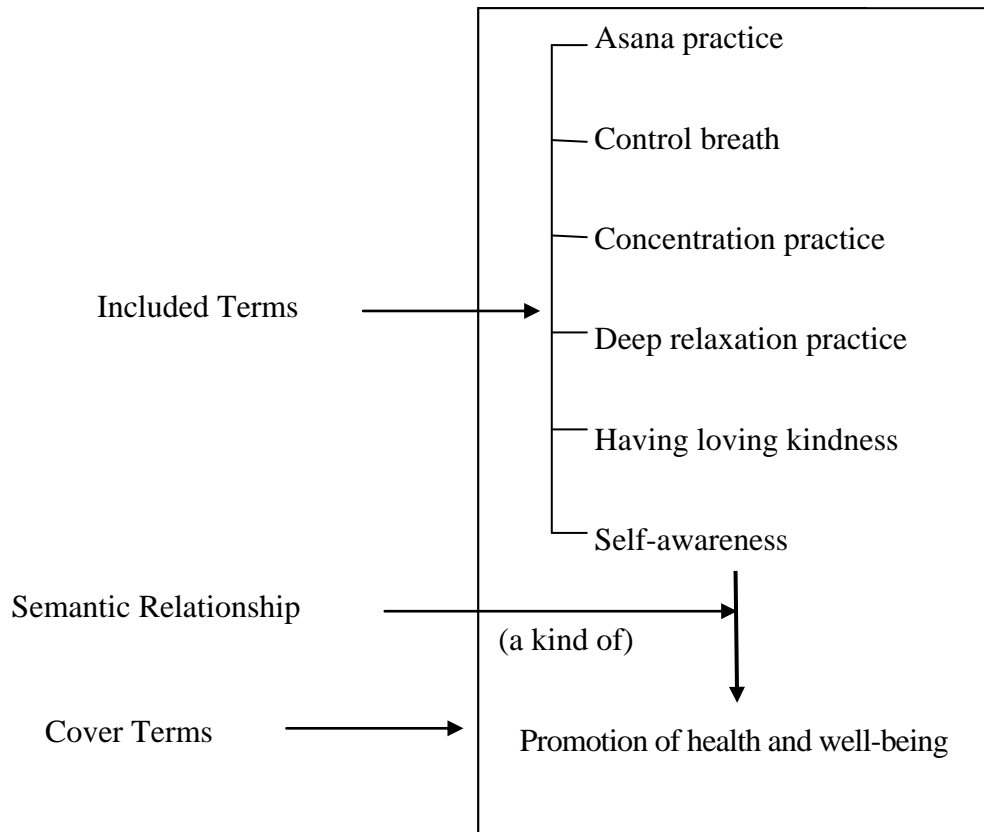 Asana practice
Control breath
Concentration practice
Included Terms
Deep relaxation practice
Having loving kindness
Self-awareness
Semantic Relationship
(a kind of)
Cover Terms
Promotion of health and well-being